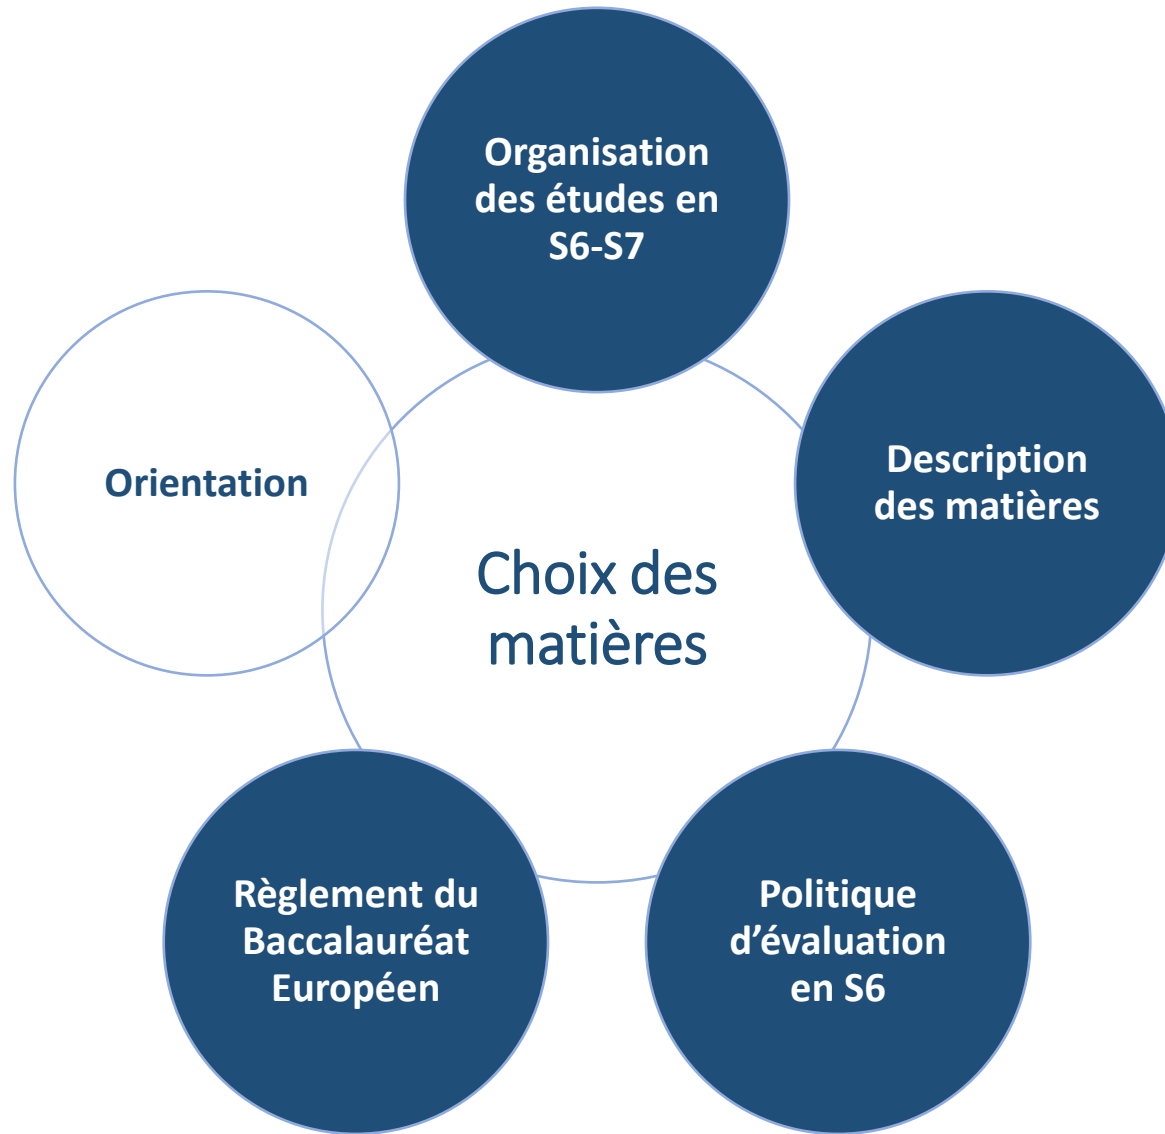 Organisation
des études en
S6-S7
Orientation
Description
des matières
Choix des
matières
Règlement du
Baccalauréat
Européen
Politique
d’évaluation
en S6